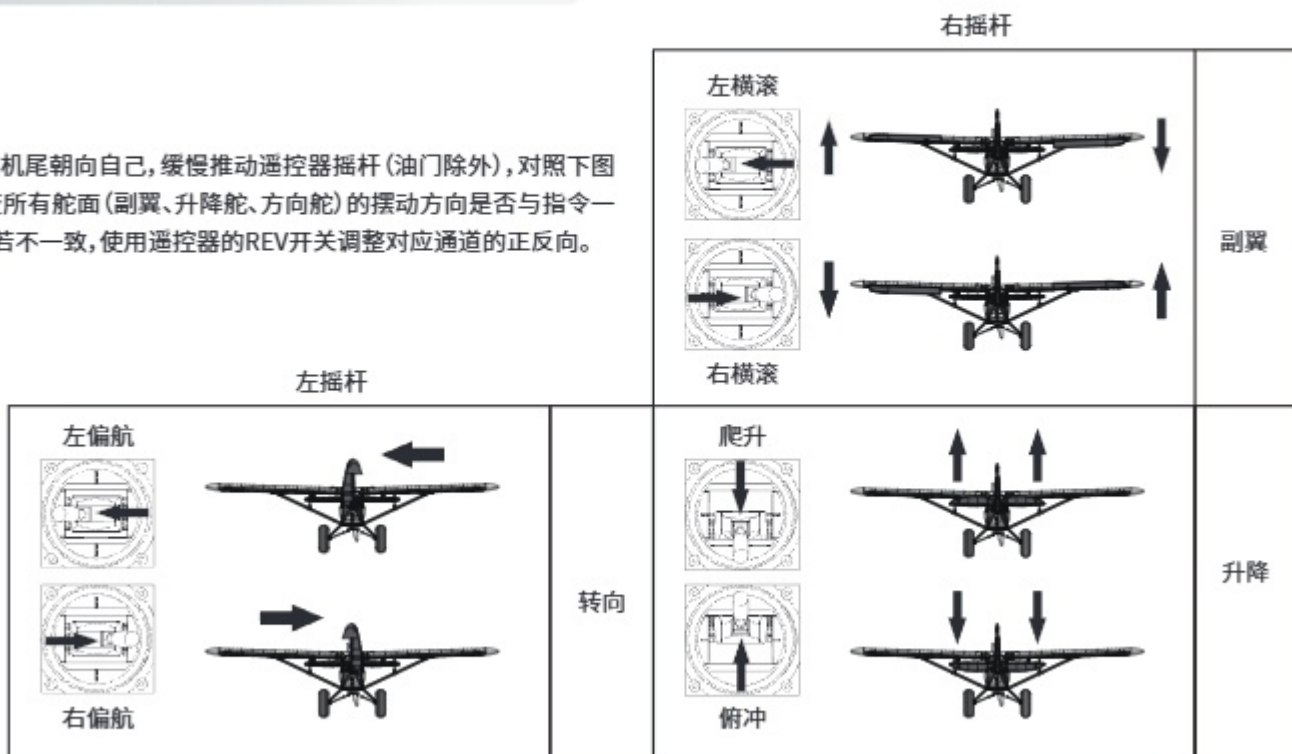 右摇杆
左横滚
机尾朝向自己，缓慢推动遥控器摇杆（油门除外），对照下图
所有舵面（副翼、升降舵、方向舵）的摆动方向是否与指令一
若不一致，使用遥控器的REV开关调整对应通道的正反向。
副翼
右横滚
左摇杆
左偏航
爬升
转向
升降
右偏航
俯冲